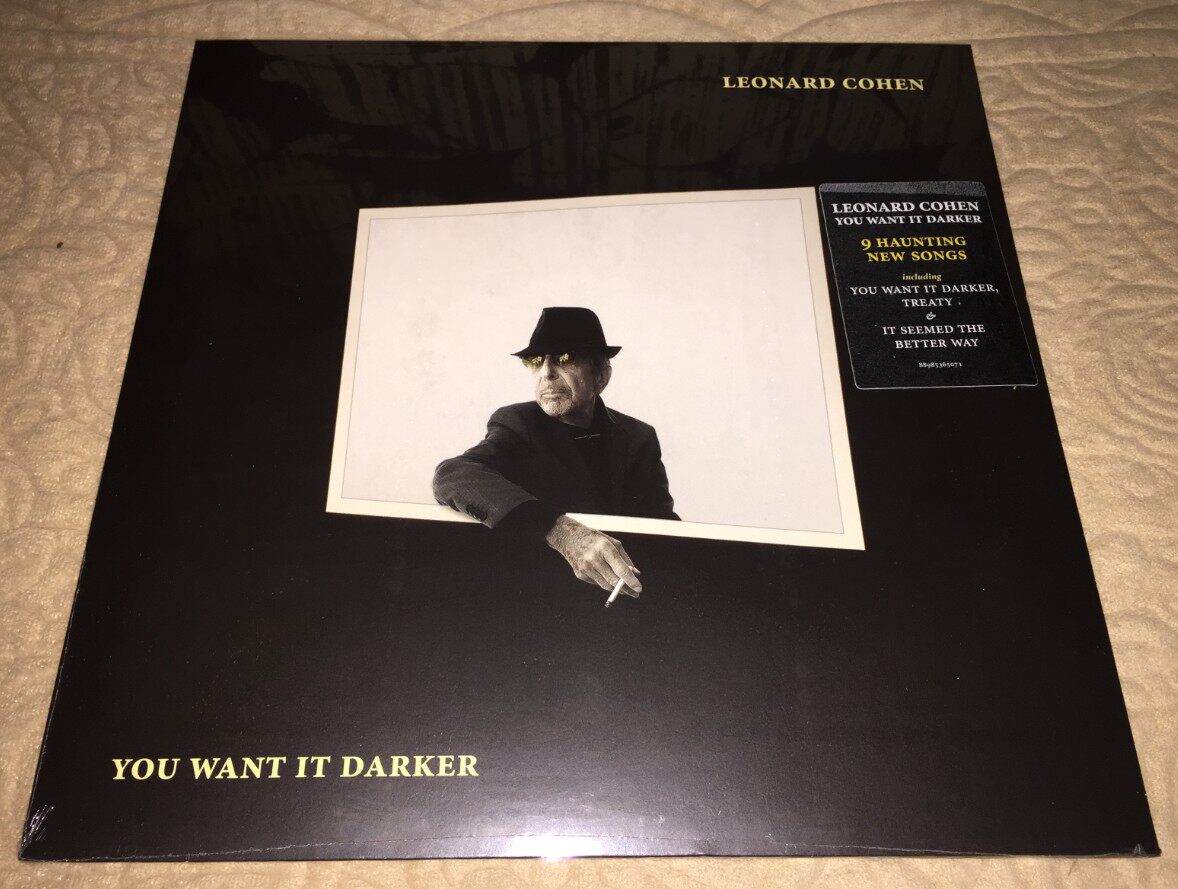 LEONARD COHEN
LEONARD COHEN
YOU WANT IT DARKER
9 HAUNTING
NEW SONGS
including
YOU WANT IT DARKER,
TREATY
&
IT SEEMED THE
BETTER WAY
88985365071
YOU WANT IT DARKER